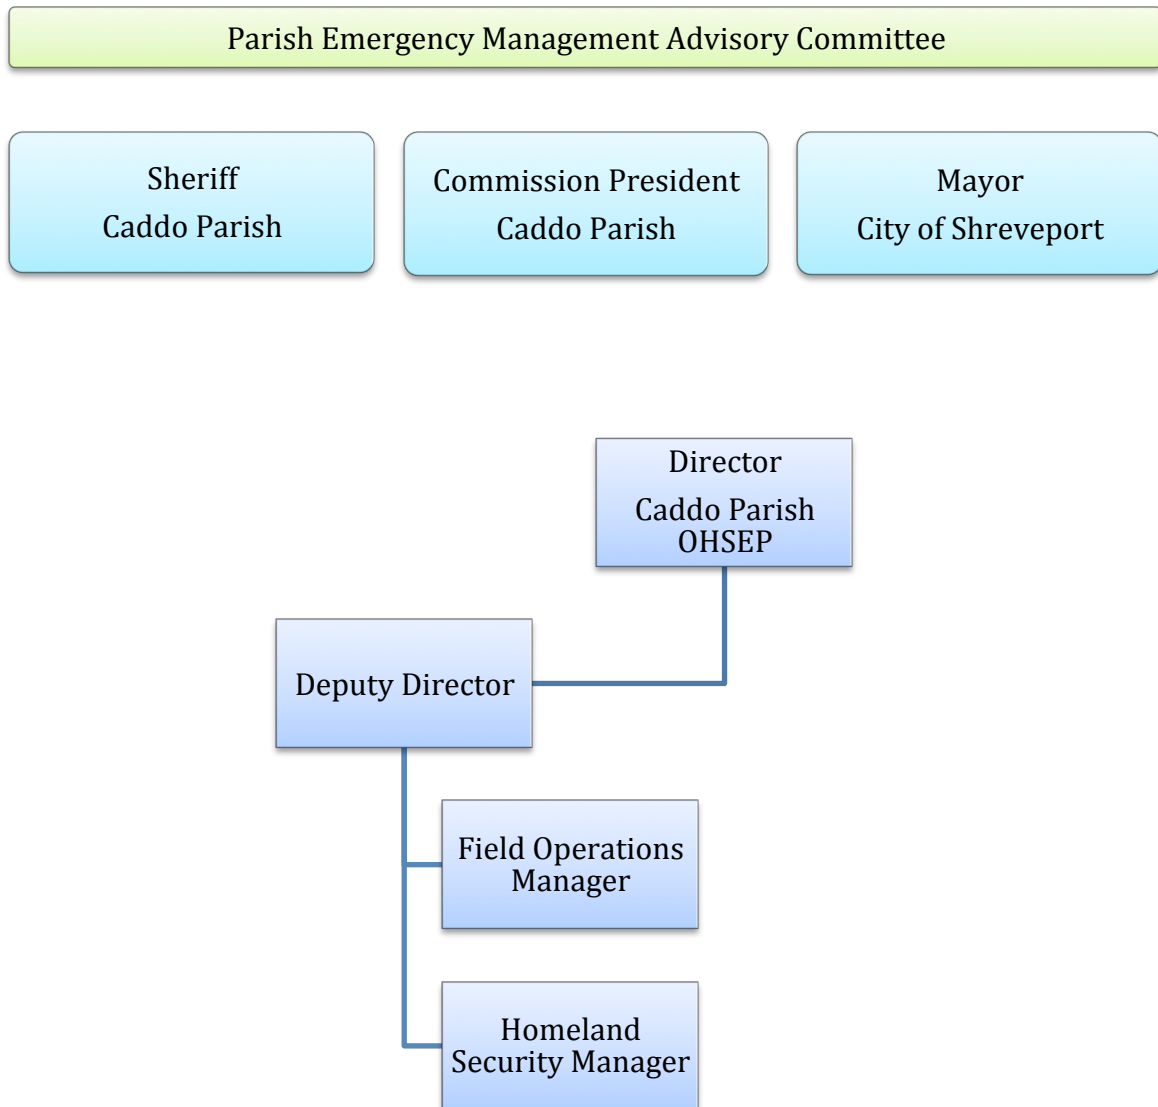 Parish Emergency Management Advisory Committee
Sheriff
Caddo Parish
Commission President
Caddo Parish
Mayor
City of Shreveport
Director
Caddo Parish
OHSEP
Deputy Director
Field Operations
Manager
Homeland
Security Manager